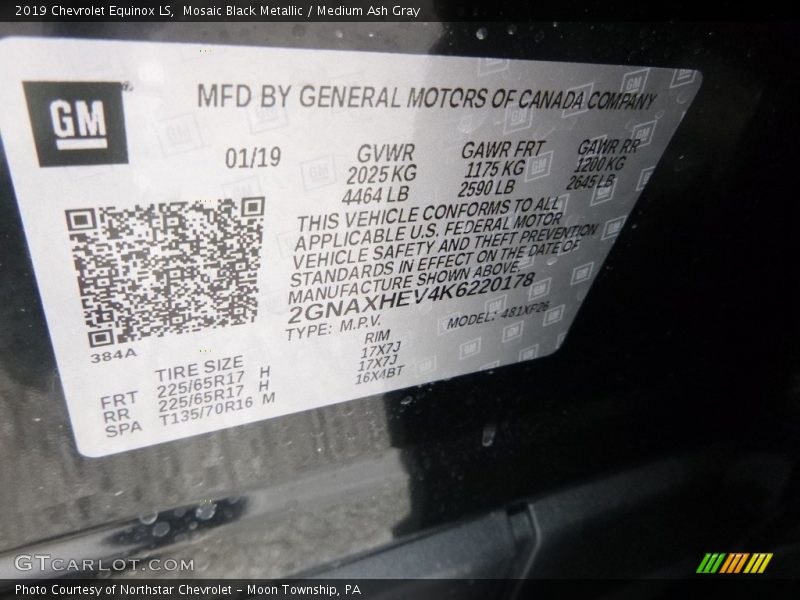 2019 Chevrolet Equinox LS, Mosaic Black Metallic / Medium Ash Gray
GM
MFD BY GENERAL MOTORS OF CANADA COMPANY
01/19 GVWR GAWR FRT GAWR RR
2025 KG 1175 KG 1200 KG
4464 LB 2590 LB 2645 LB
THIS VEHICLE CONFORMS TO ALL
APPLICABLE U.S. FEDERAL MOTOR
VEHICLE SAFETY AND THEFT PREVENTION
STANDARDS IN EFFECT ON THE DATE OF
MANUFACTURE SHOWN ABOVE.
2GNAXHEV4K6220178
TYPE: M.P.V. MODEL: 481XP26
384A
TIRE SIZE RIM
FRT 225/65R17 H 17X7J
RR 225/65R17 H 17X7J
SPA T135/70R16 M 16X4BT
GTCARLOT.COM
Photo Courtesy of Northstar Chevrolet - Moon Township, PA